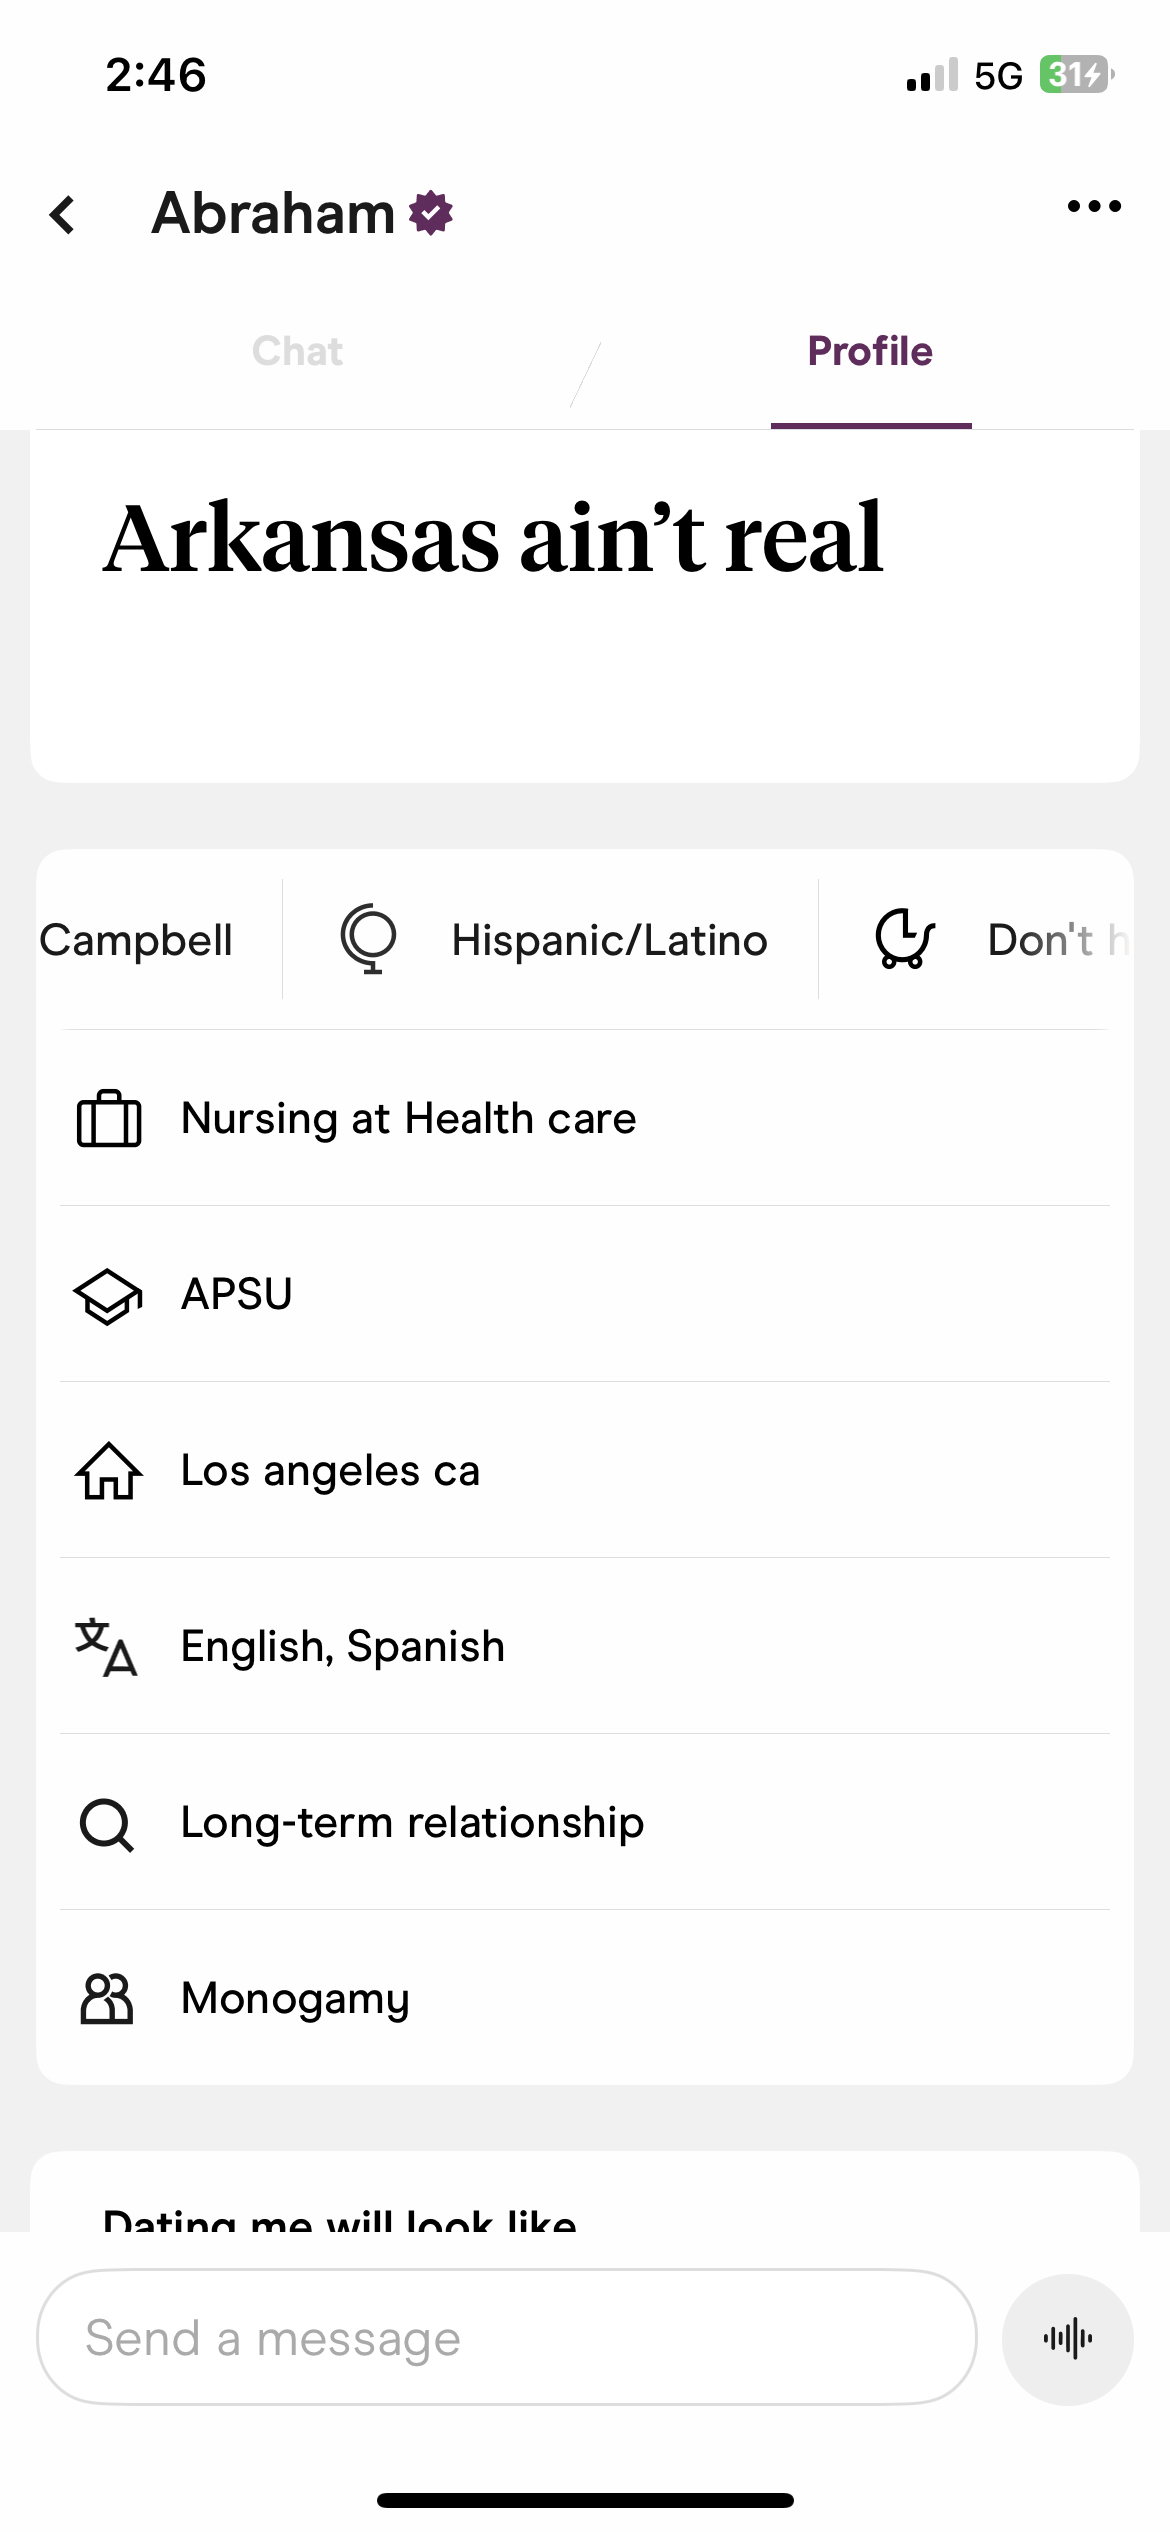 2:46
5G
31
Abraham
Chat
Profile
Arkansas ain't real
Campbell
Hispanic/Latino
Don't h
Nursing at Health care
APSU
Los angeles ca
English, Spanish
Long-term relationship
Monogamy
Dating me will look like
Send a message